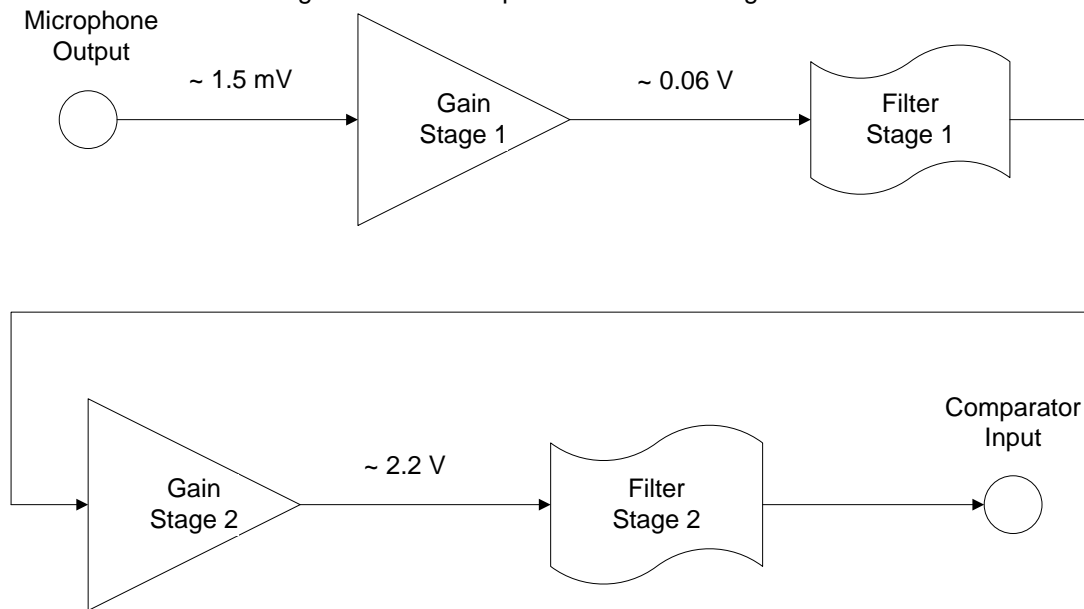 Microphone
Output
~ 1.5 mV
Gain
Stage 1
~ 0.06 V
Filter
Stage 1
Gain
Stage 2
~ 2.2 V
Filter
Stage 2
Comparator
Input